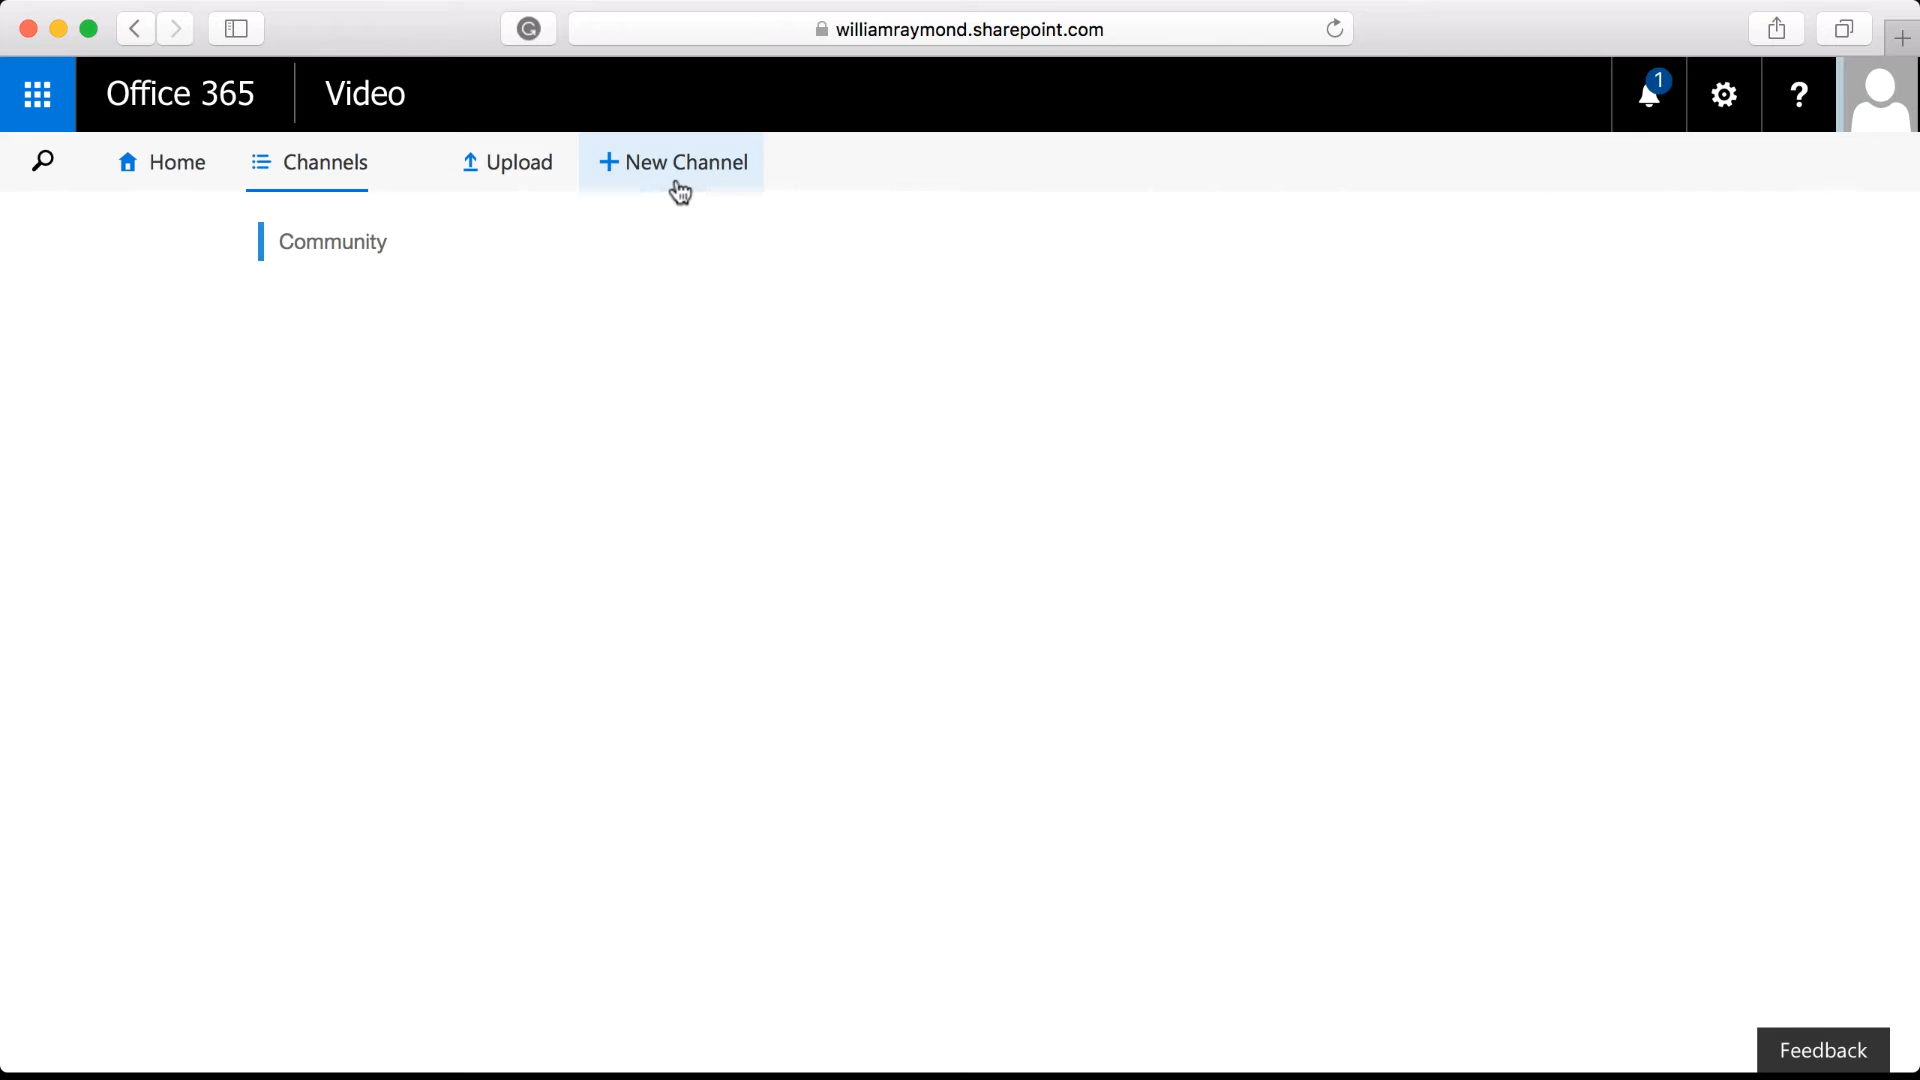 williamraymond.sharepoint.com
Office 365 Video 1 ?
Home Channels Upload New Channel
Community
Feedback